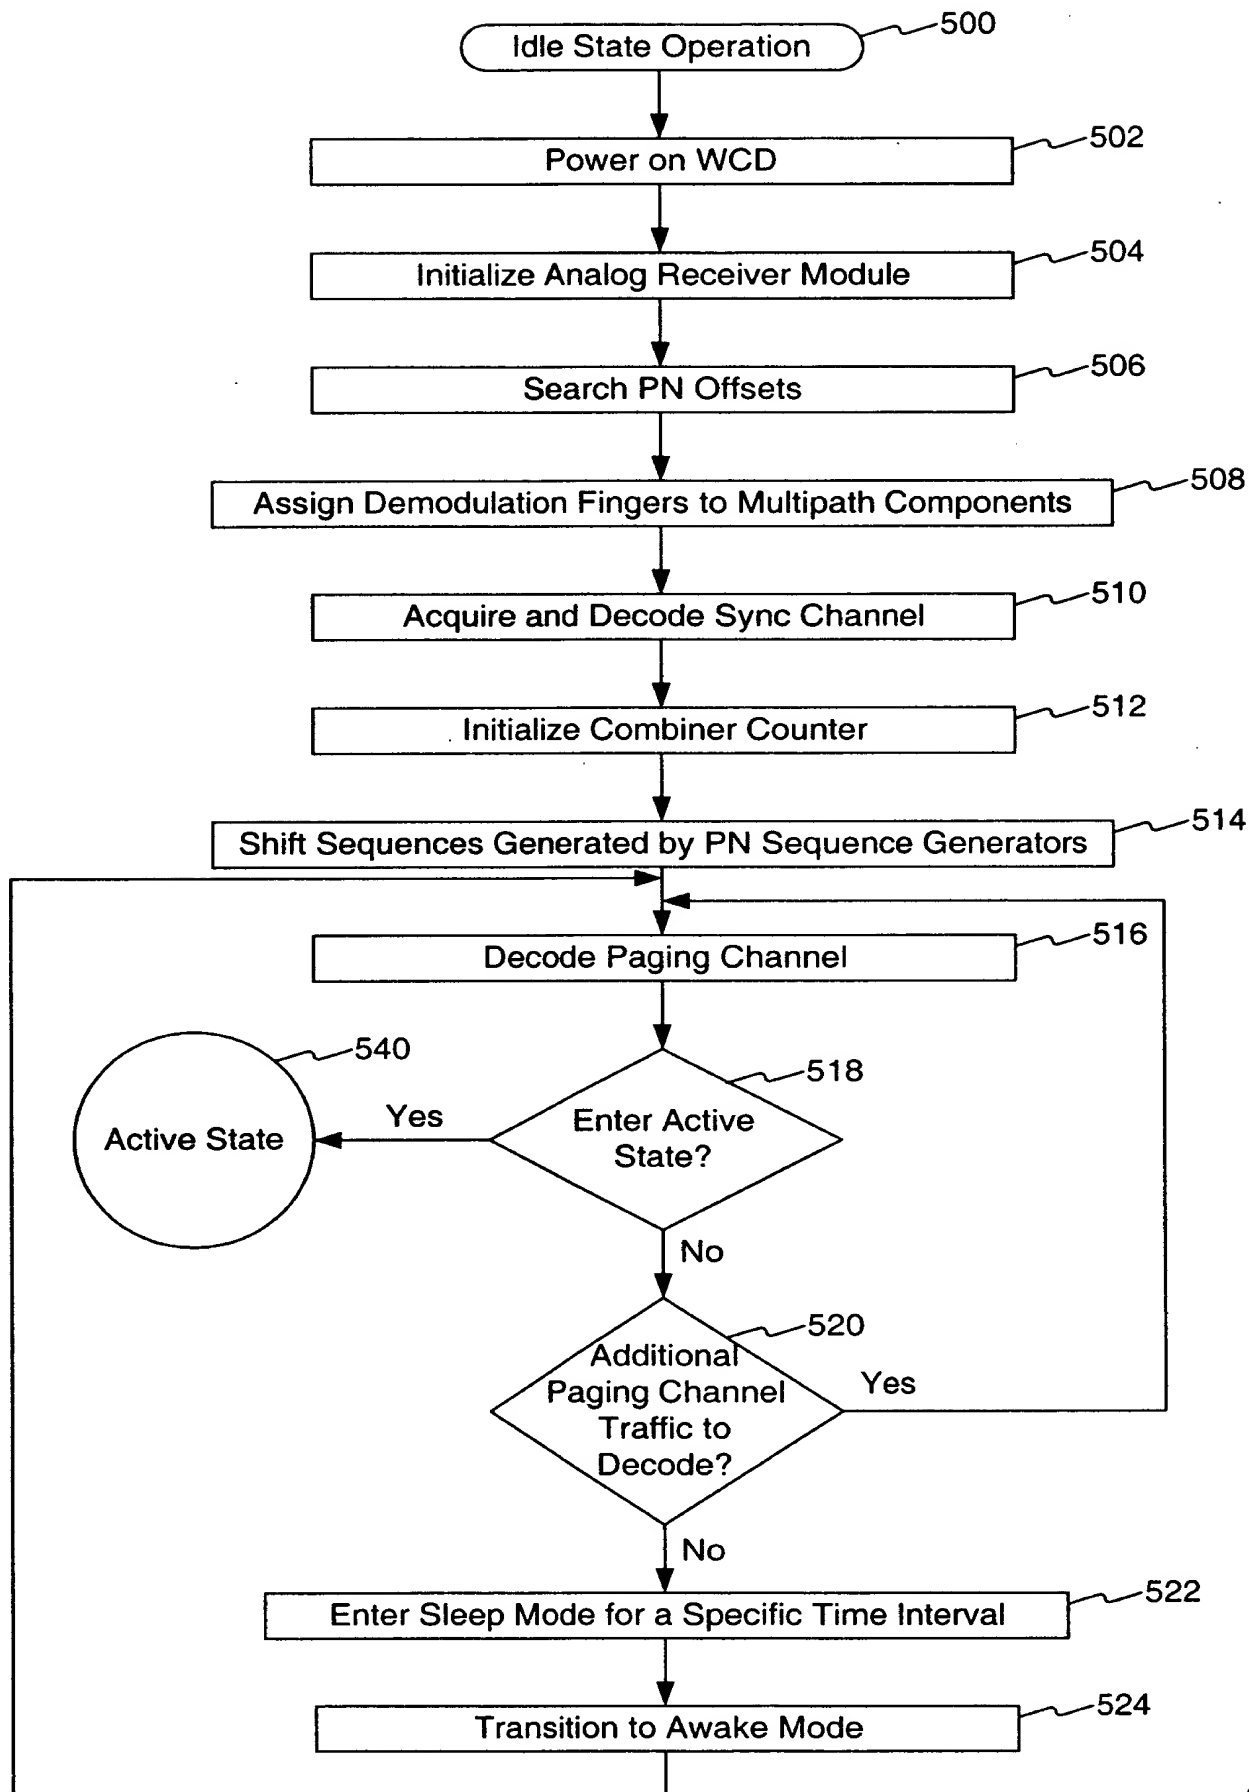 Idle State Operation
500
Power on WCD
502
Initialize Analog Receiver Module
504
Search PN Offsets
506
Assign Demodulation Fingers to Multipath Components
508
Acquire and Decode Sync Channel
510
Initialize Combiner Counter
512
Shift Sequences Generated by PN Sequence Generators
514
Decode Paging Channel
516
540
Active State
Yes
518
Enter Active
State?
No
520
Additional
Paging Channel
Traffic to
Decode?
Yes
No
Enter Sleep Mode for a Specific Time Interval
522
Transition to Awake Mode
524